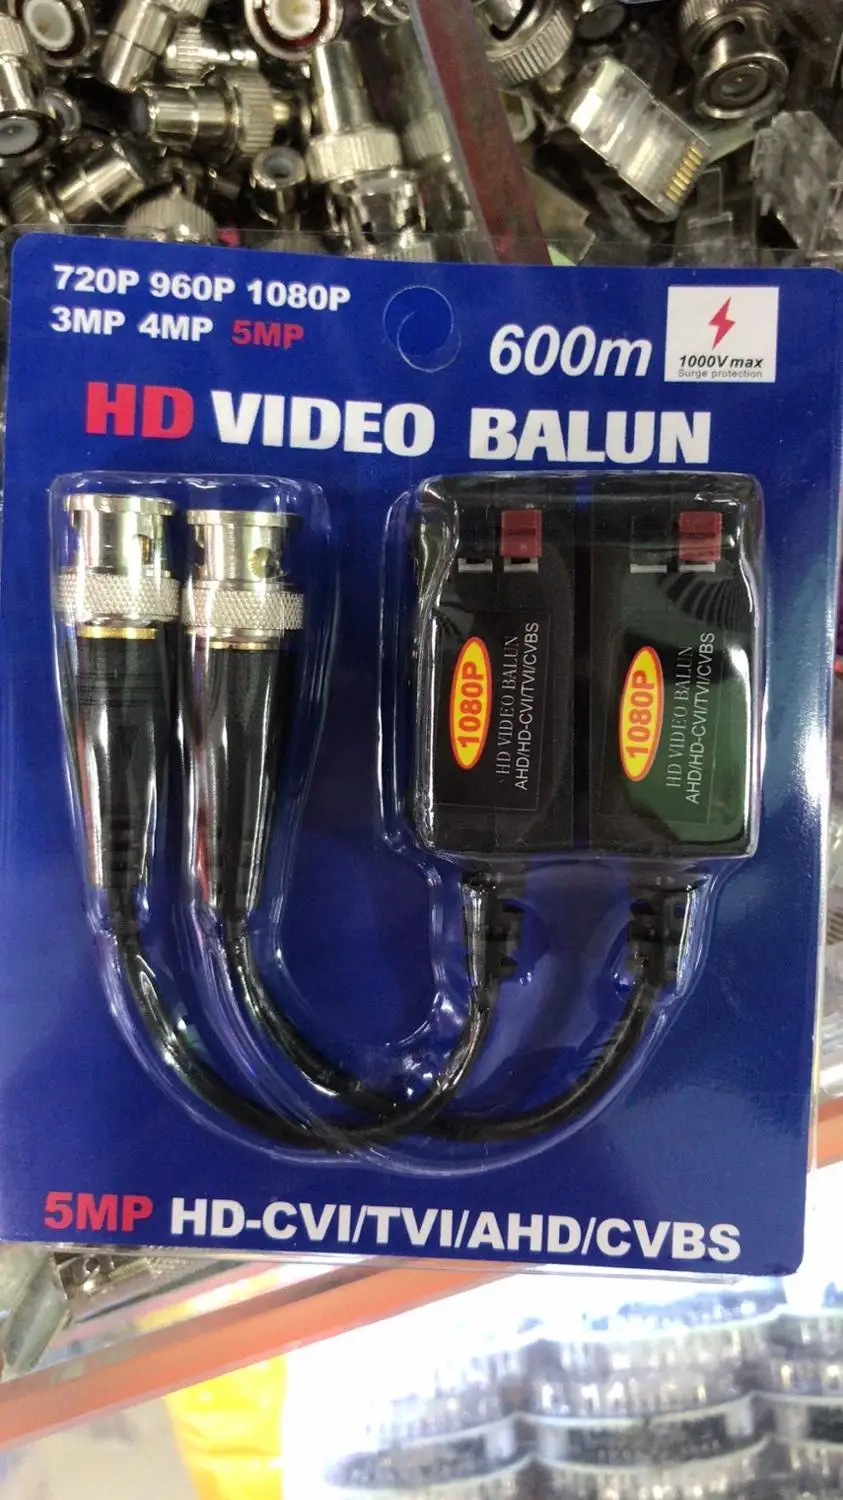 720P 960P 1080P
3MP 4MP 5MP
600m
1000V max
Surge protection
HD VIDEO BALUN
1080P
HD VIDEO BALUN
AHD/HD-CVI/TVI/CVBS
1080P
HD VIDEO BALUN
AHD/HD-CVI/TVI/CVBS
5MP HD-CVI/TVI/AHD/CVBS